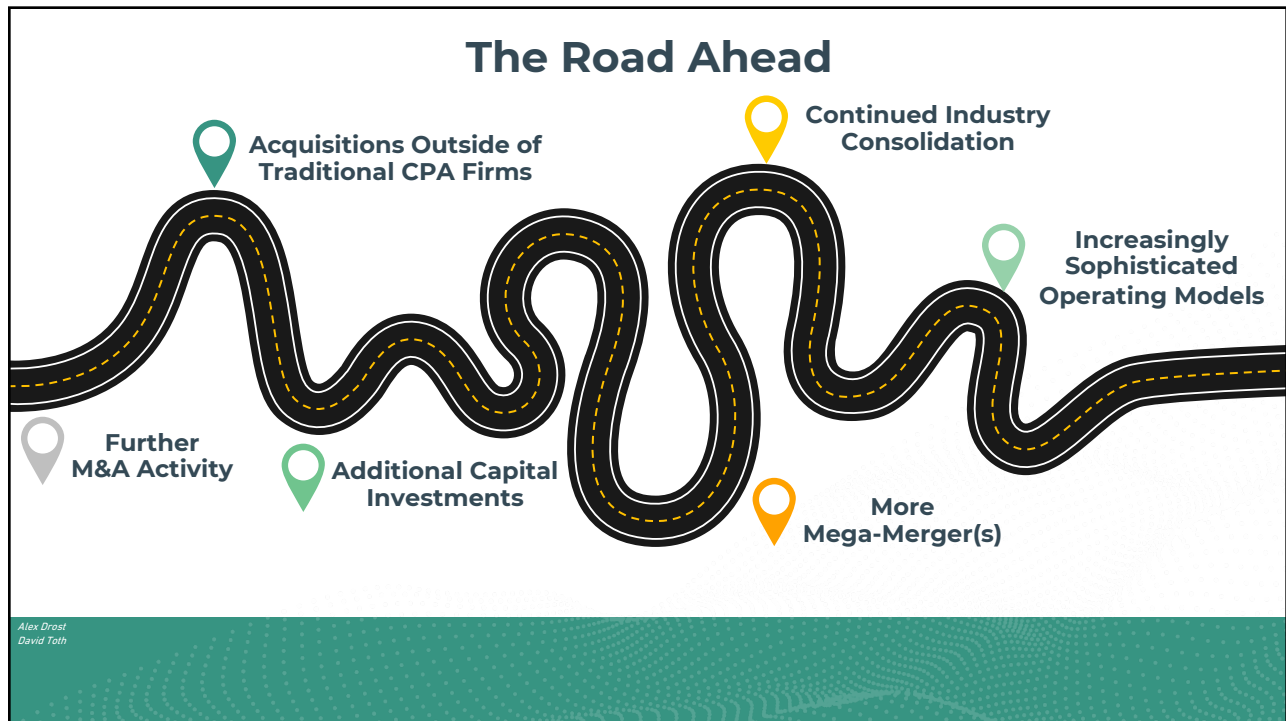 The Road Ahead
Acquisitions Outside of
Traditional CPA Firms
Continued Industry
Consolidation
Increasingly
Sophisticated
Operating Models
Further
M&A Activity
Additional Capital
Investments
More
Mega-Merger(s)
Alex Drost
David Toth